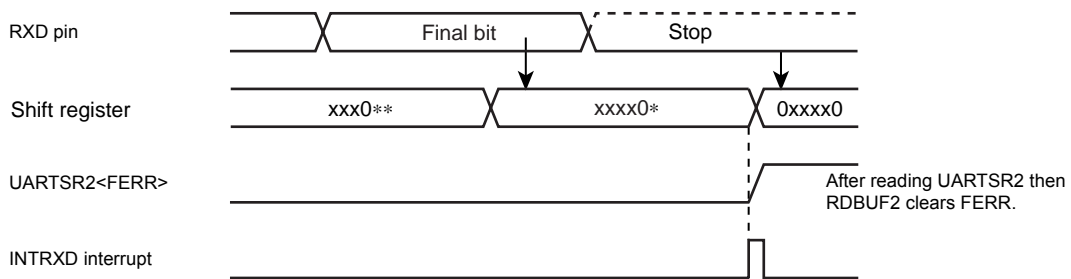 RXD pin
Final bit
Stop
Shift register
xxx0**
xxxx0*
0xxxx0
UARTSR2<FERR>
After reading UARTSR2 then
RDBUF2 clears FERR.
INTRXD interrupt